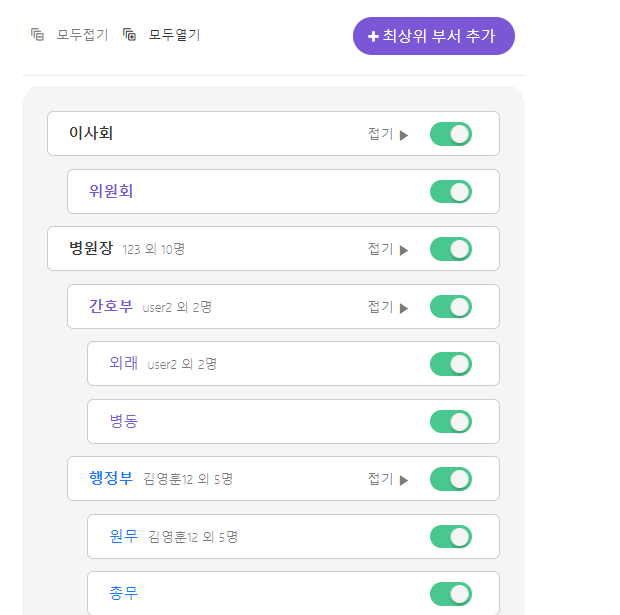 모두접기 모두열기 + 최상위 부서 추가
이사회 접기 ▶
위원회
병원장 123 외 10명 접기 ▶
간호부 user2 외 2명 접기 ▶
외래 user2 외 2명
병동
행정부 김영훈12 외 5명 접기 ▶
원무 김영훈12 외 5명
총무